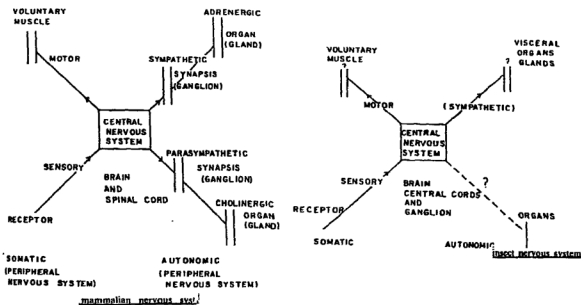 VOLUNTARY
MUSCLE
MOTOR
ADRENERGIC
ORGAN
(GLAND)
SYMPATHETIC
SYNAPSIS
(GANGLION)
CENTRAL
NERVOUS
SYSTEM
PARASYMPATHETIC
SYNAPSIS
(GANGLION)
SENSORY
BRAIN
AND
SPINAL CORD
CHOLINERGIC
ORGAN
(GLAND)
RECEPTOR
SOMATIC
(PERIPHERAL
NERVOUS SYSTEM)
AUTONOMIC
(PERIPHERAL
NERVOUS SYSTEM)
mammalian nervous syst
VOLUNTARY
MUSCLE
?
MOTOR
VISCERAL
ORGANS
GLANDS
?
(SYMPATHETIC)
CENTRAL
NERVOUS
SYSTEM
SENSORY
BRAIN
CENTRAL CORDS
AND
GANGLION
?
RECEPTOR
SOMATIC
ORGANS
AUTONOMIC
insect nervous system